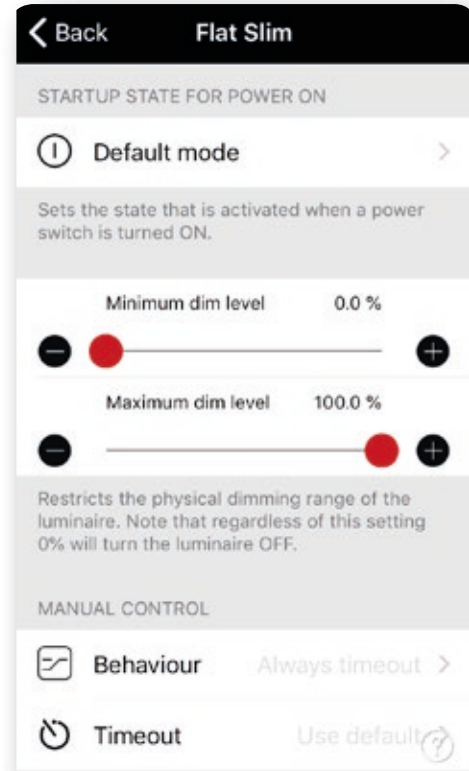 Back Flat Slim
STARTUP STATE FOR POWER ON
Default mode
Sets the state that is activated when a power
switch is turned ON.
Minimum dim level 0.0 %
Maximum dim level 100.0 %
Restricts the physical dimming range of the
luminaire. Note that regardless of this setting
0% will turn the luminaire OFF.
MANUAL CONTROL
Behaviour Always timeout
Timeout Use default